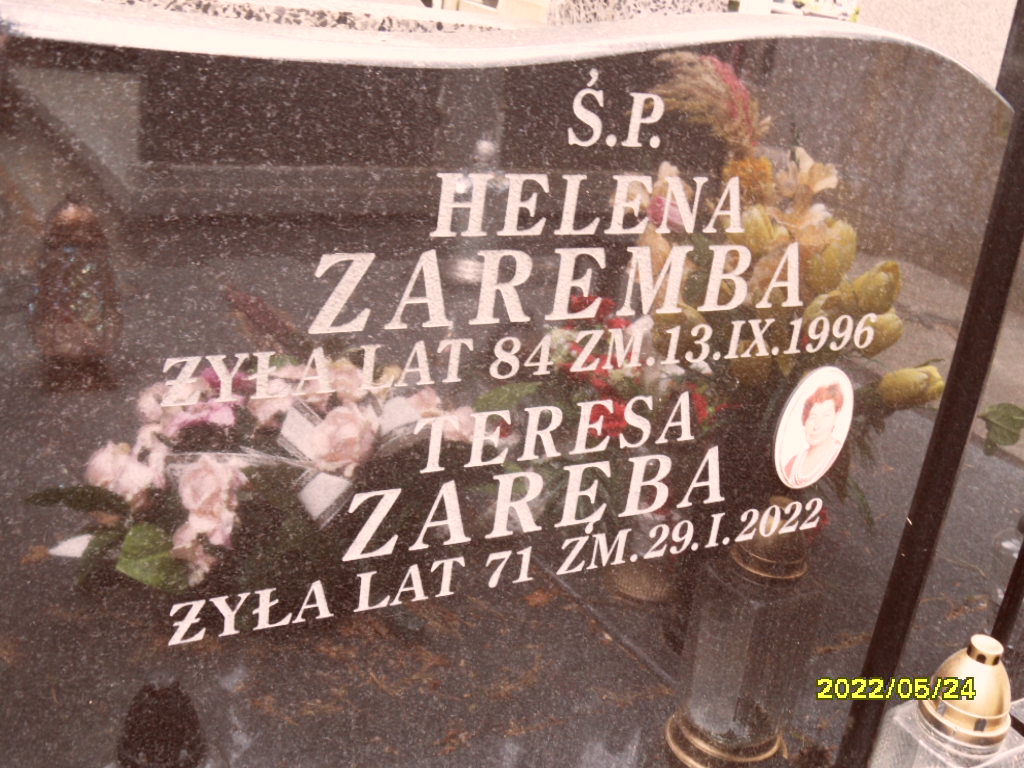 Ś.P.
HELENA
ZAREMBA
ŻYŁA LAT 84 ZM.13.IX.1996
TERESA
ZARĘBA
ŻYŁA LAT 71 ZM.29.I.2022
2022/05/24